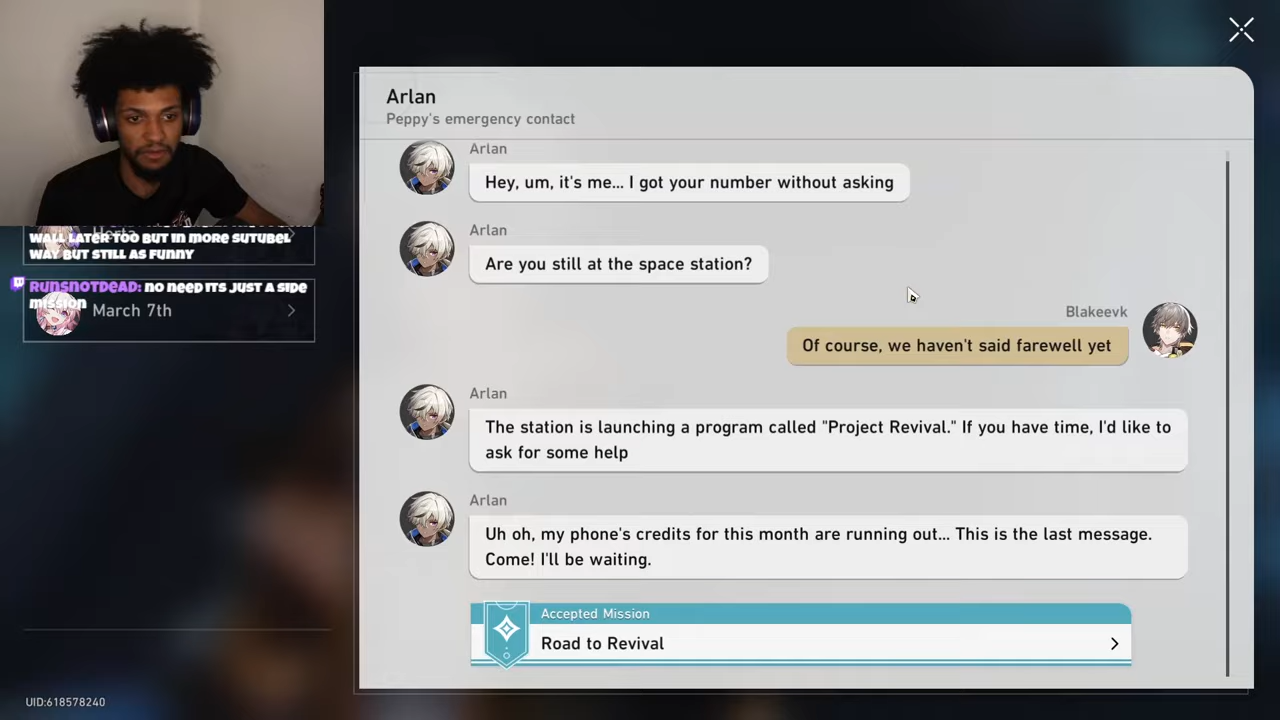 Arlan
Peppy's emergency contact
Arlan
Hey, um, it's me... I got your number without asking
Arlan
Are you still at the space station?
Blakeevk
Of course, we haven't said farewell yet
Arlan
The station is launching a program called "Project Revival." If you have time, I'd like to
ask for some help
Arlan
Uh oh, my phone's credits for this month are running out... This is the last message.
Come! I'll be waiting.
Accepted Mission
Road to Revival
Herta
WALL LATER TOO BUT IN MORE SUTUBEL
WAY BUT STILL AS FUNNY
RUNSNOTDEAD: NO NEED ITS JUST A SIDE
MISSION
March 7th
UID:618578240